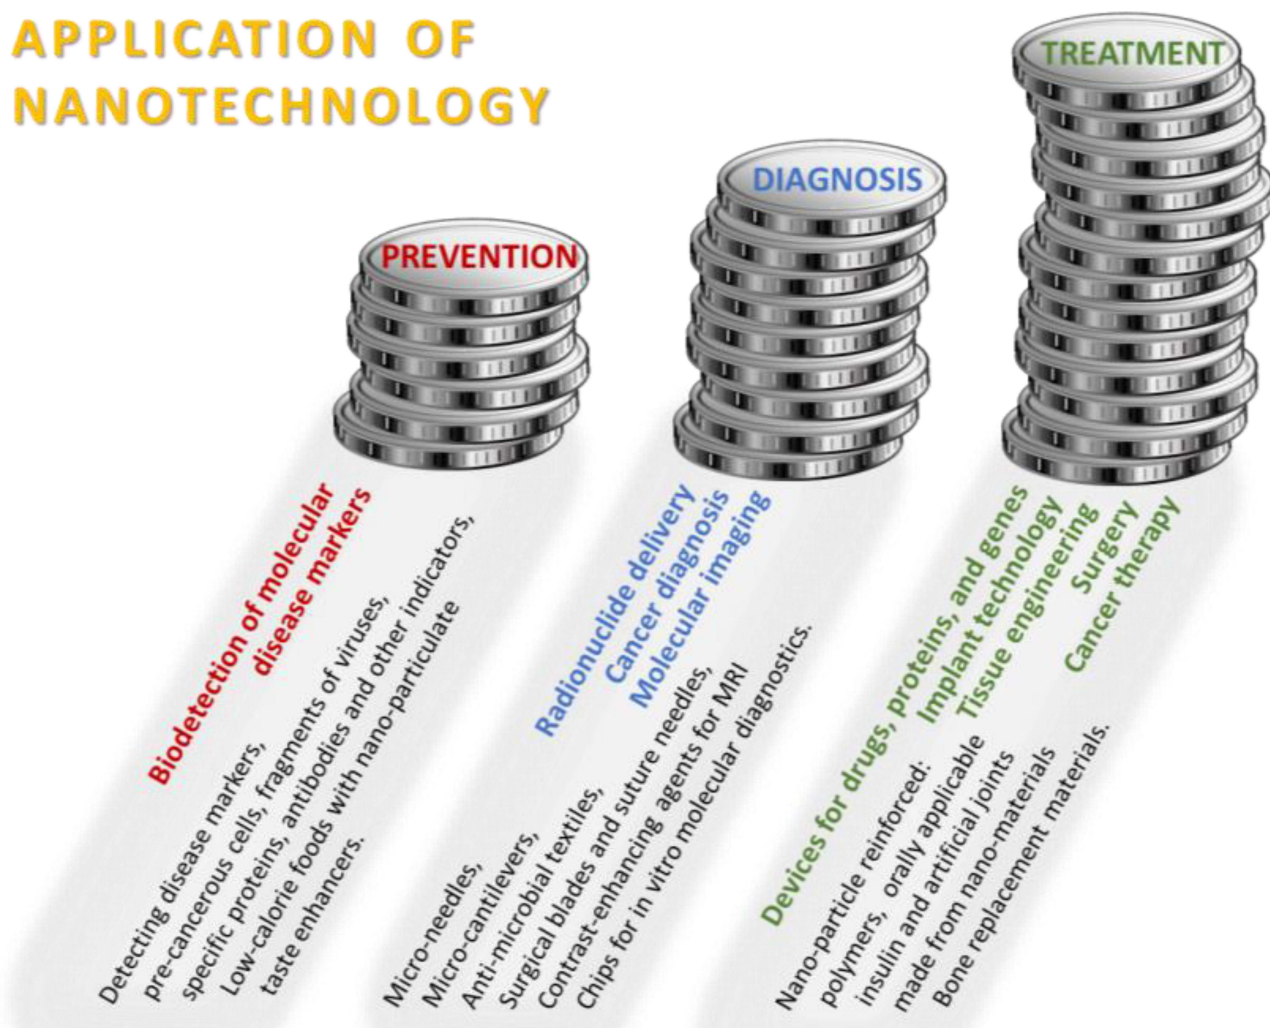 APPLICATION OF
NANOTECHNOLOGY
PREVENTION
Biodetection of molecular
disease markers
Detecting disease markers,
pre-cancerous cells, fragments of viruses,
specific proteins, antibodies and other indicators,
Low-calorie foods with nano-particulate
taste enhancers.
DIAGNOSIS
Radionuclide delivery
Cancer diagnosis
Molecular imaging
Micro-needles,
Micro-cantilevers,
Anti-microbial textiles,
Surgical blades and suture needles,
Contrast-enhancing agents for MRI
Chips for in vitro molecular diagnostics.
TREATMENT
Devices for drugs, proteins, and genes
Implant technology
Tissue engineering
Surgery
Cancer therapy
Nano-particle reinforced:
polymers, orally applicable
insulin and artificial joints
made from nano-materials
Bone replacement materials.